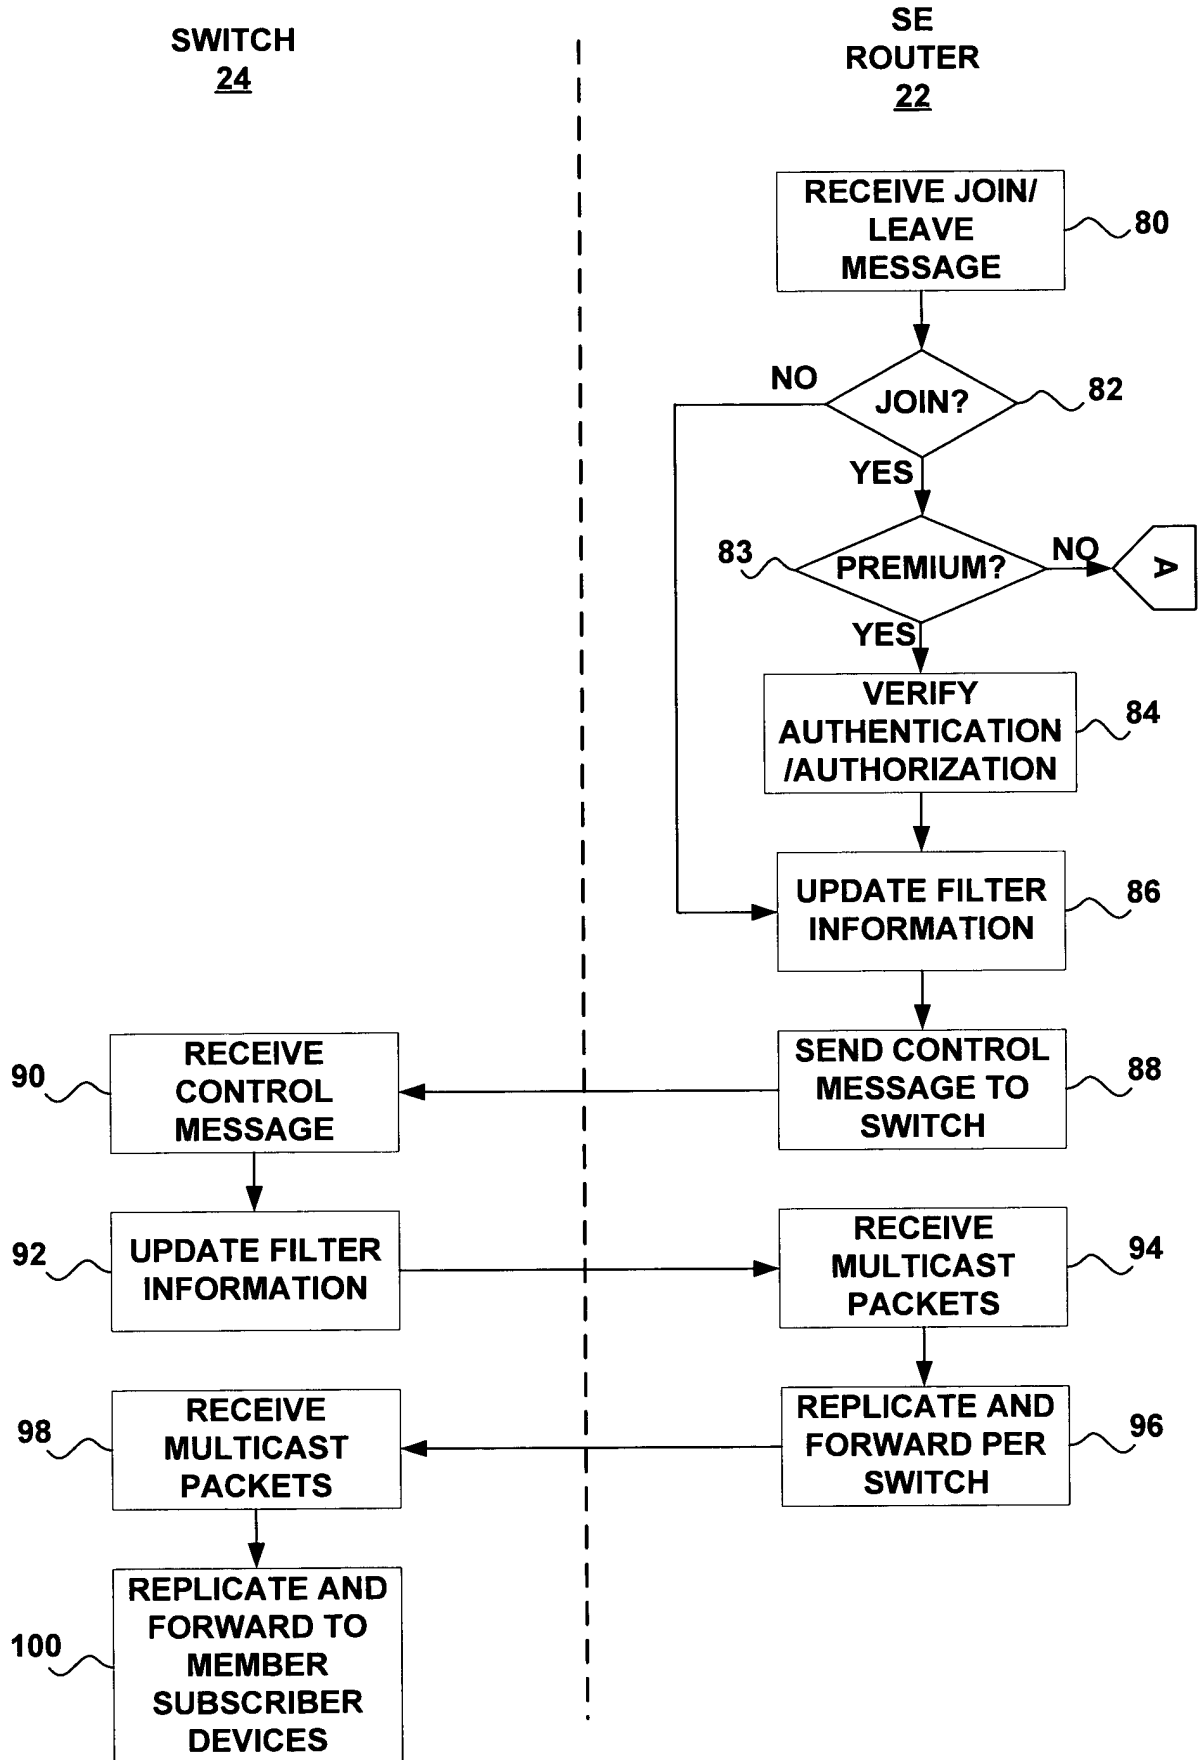 SWITCH
24
SE
ROUTER
22
RECEIVE JOIN/
LEAVE
MESSAGE
80
NO
JOIN?
82
YES
83
PREMIUM?
NO
A
YES
VERIFY
AUTHENTICATION
/AUTHORIZATION
84
UPDATE FILTER
INFORMATION
86
90
RECEIVE
CONTROL
MESSAGE
SEND CONTROL
MESSAGE TO
SWITCH
88
92
UPDATE FILTER
INFORMATION
RECEIVE
MULTICAST
PACKETS
94
98
RECEIVE
MULTICAST
PACKETS
REPLICATE AND
FORWARD PER
SWITCH
96
100
REPLICATE AND
FORWARD TO
MEMBER
SUBSCRIBER
DEVICES